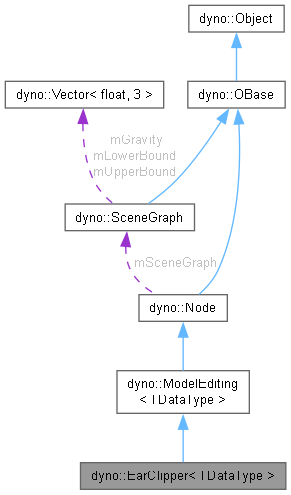 dyno::Object
dyno::Vector< float, 3 >
dyno::OBase
mGravity
mLowerBound
mUpperBound
dyno::SceneGraph
mSceneGraph
dyno::Node
dyno::ModelEditing
< TDataType >
dyno::EarClipper< TDataType >